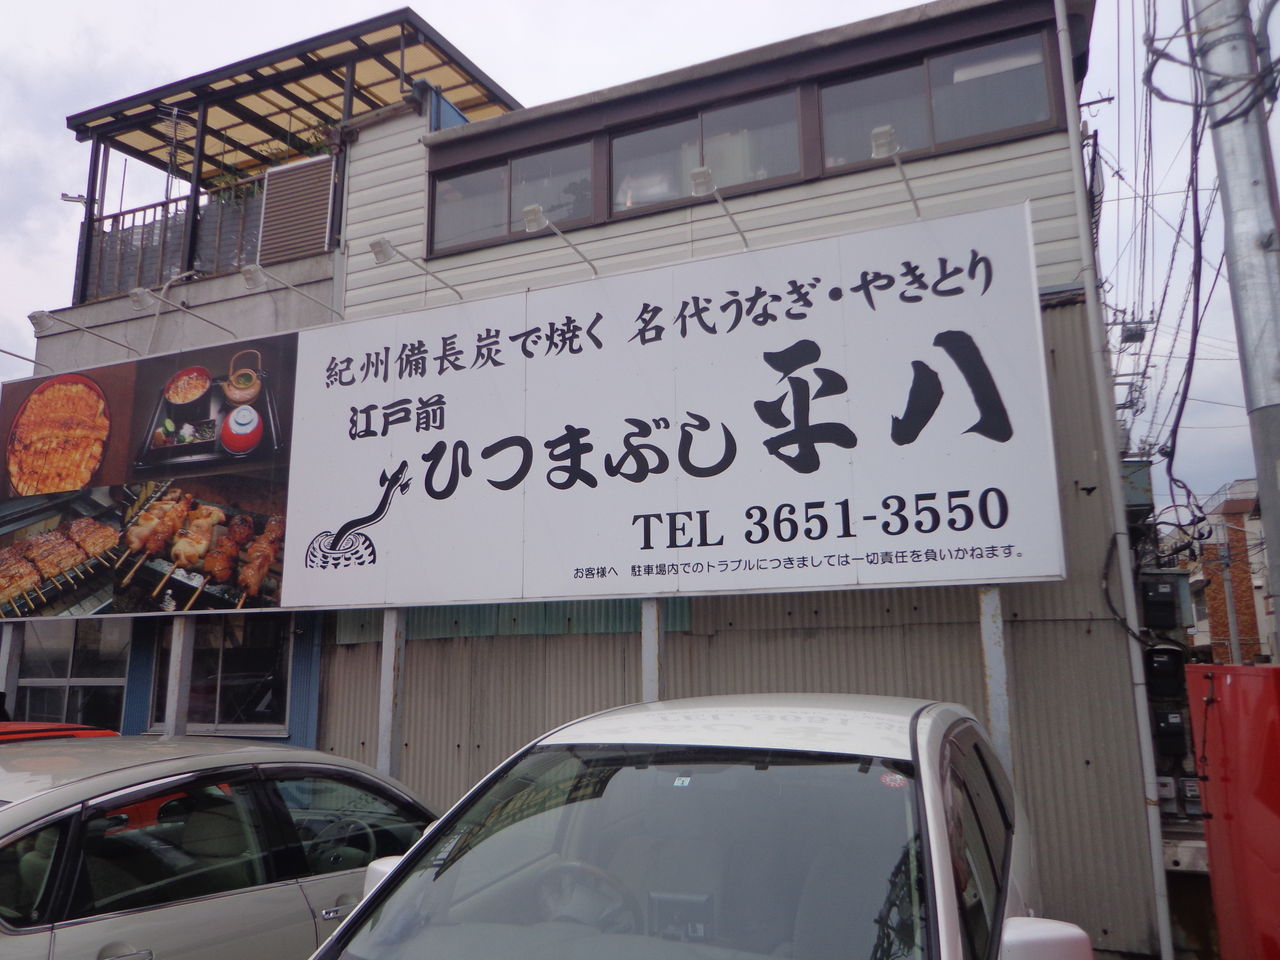 紀州備長炭で焼く 名代うなぎ・やきとり
江戸前
ひつまぶし 平八
TEL 3651-3550
お客様へ 駐車場内でのトラブルにつきましては一切責任を負いかねます。